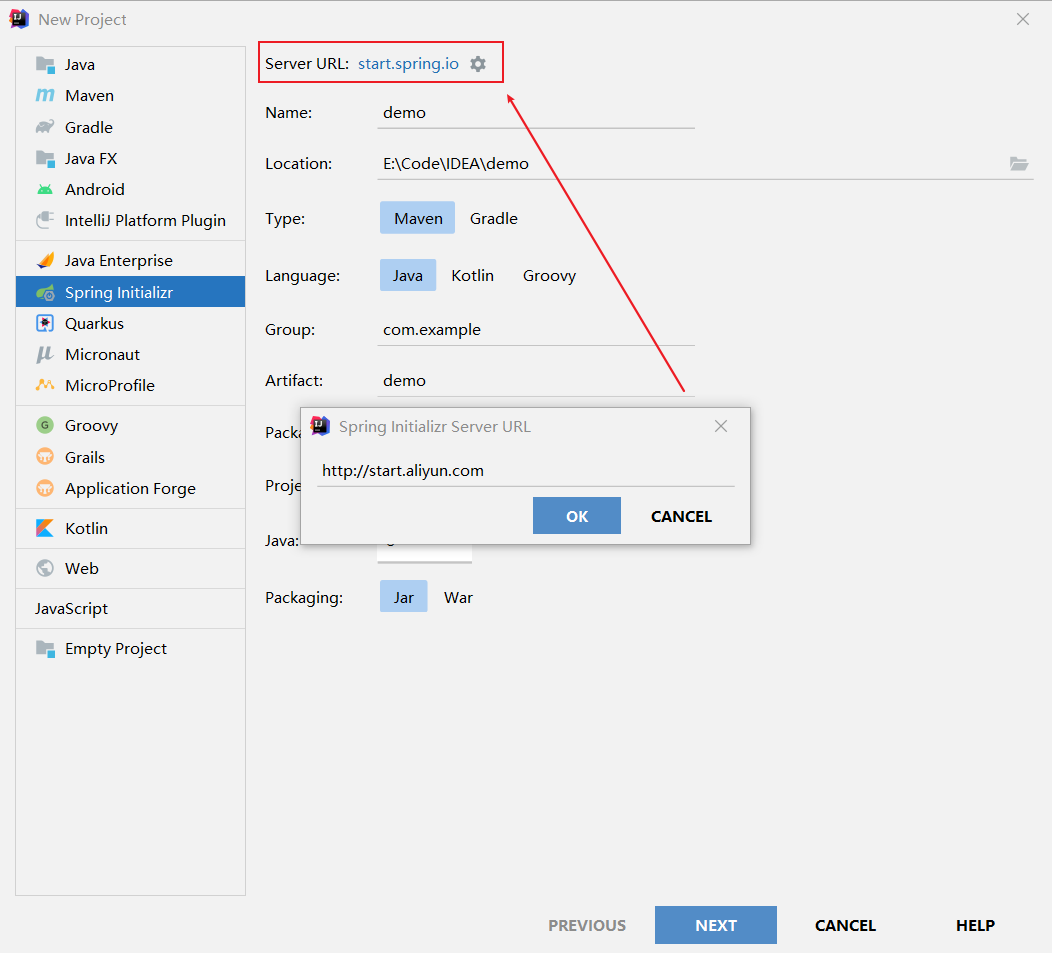 New Project
Java
Maven
Gradle
Java FX
Android
IntelliJ Platform Plugin
Java Enterprise
Spring Initializr
Quarkus
Micronaut
MicroProfile
Groovy
Grails
Application Forge
Kotlin
Web
JavaScript
Empty Project
Server URL: start.spring.io
Name: demo
Location: E:\Code\IDEA\demo
Type: Maven Gradle
Language: Java Kotlin Groovy
Group: com.example
Artifact: demo
Packa
Proje
Java:
Packaging: Jar War
Spring Initializr Server URL
http://start.aliyun.com
OK CANCEL
PREVIOUS NEXT CANCEL HELP